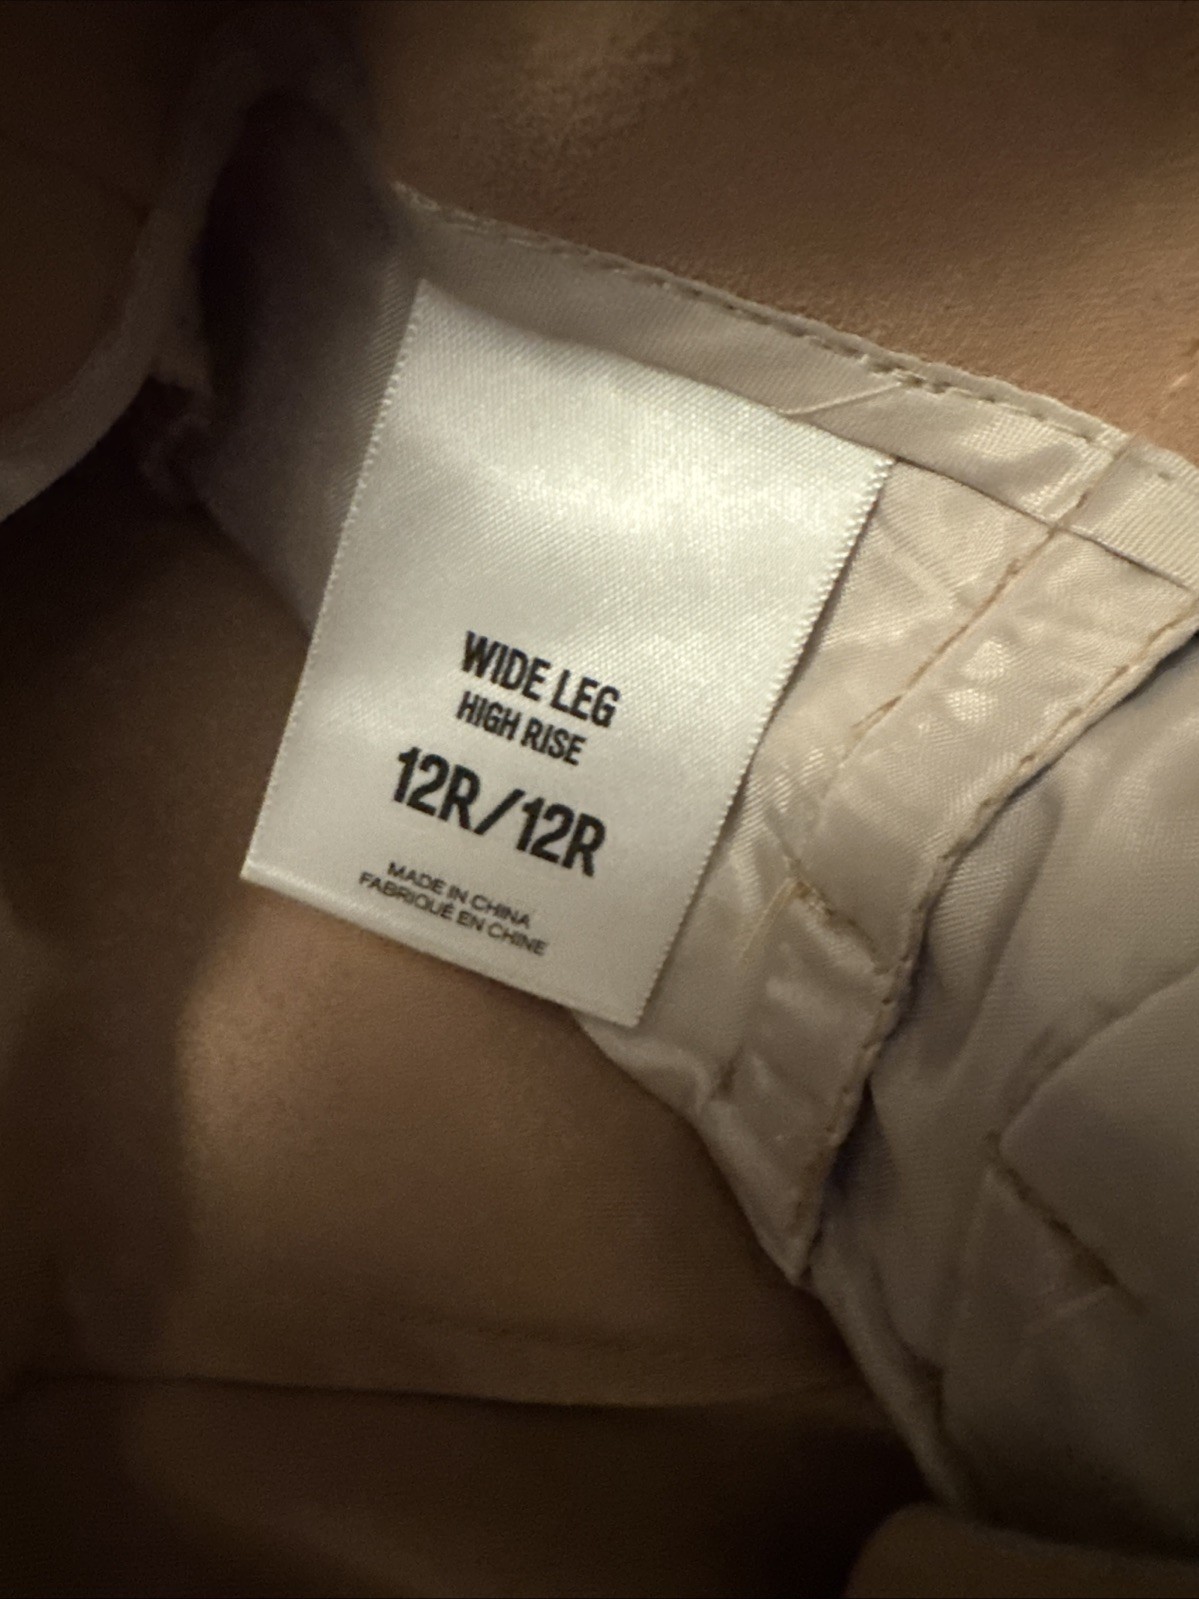 WIDE LEG
HIGH RISE
12R/12R
MADE IN CHINA
FABRIQUÉ EN CHINE